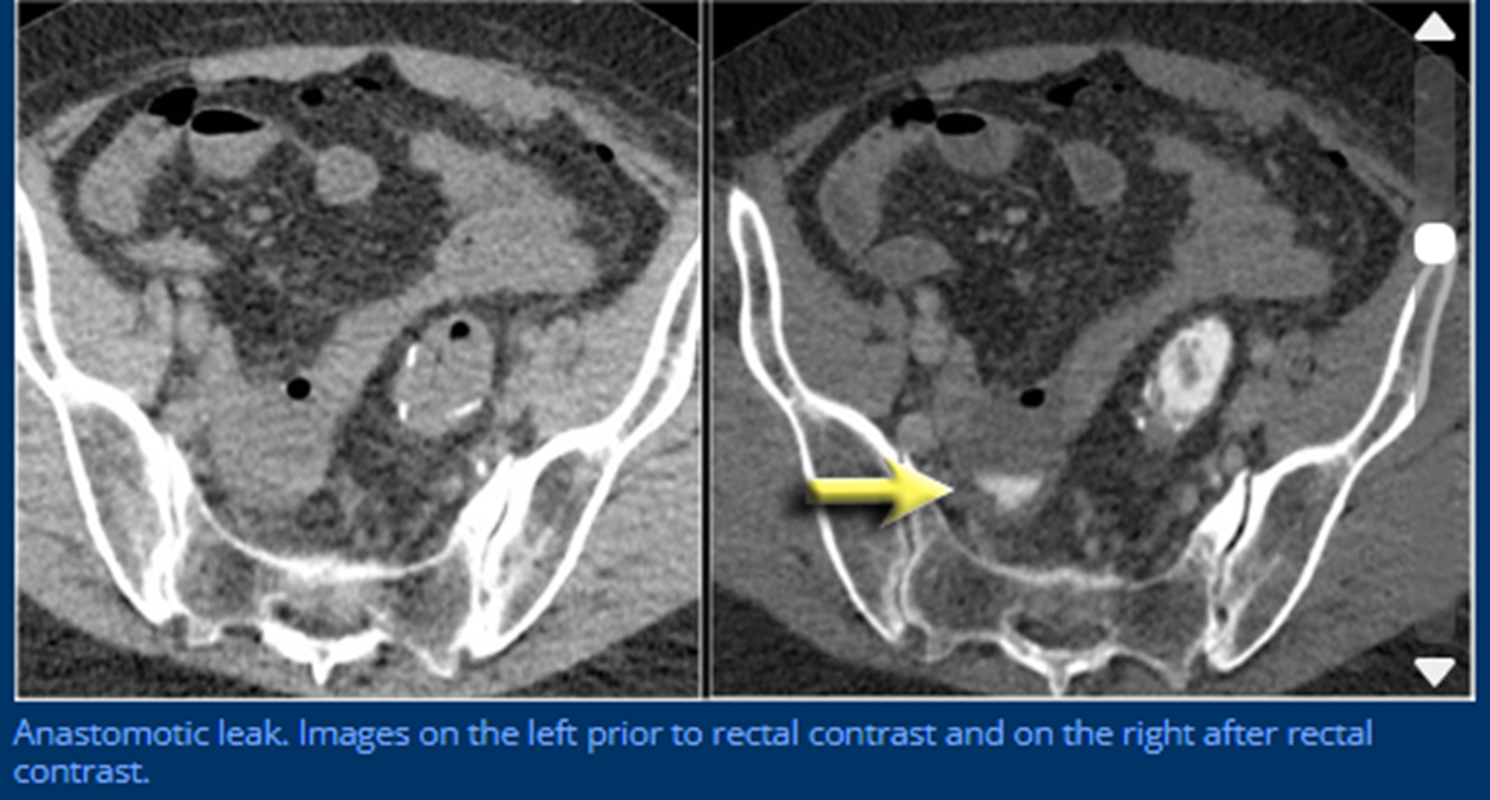 Anastomotic leak. Images on the left prior to rectal contrast and on the right after rectal
contrast.